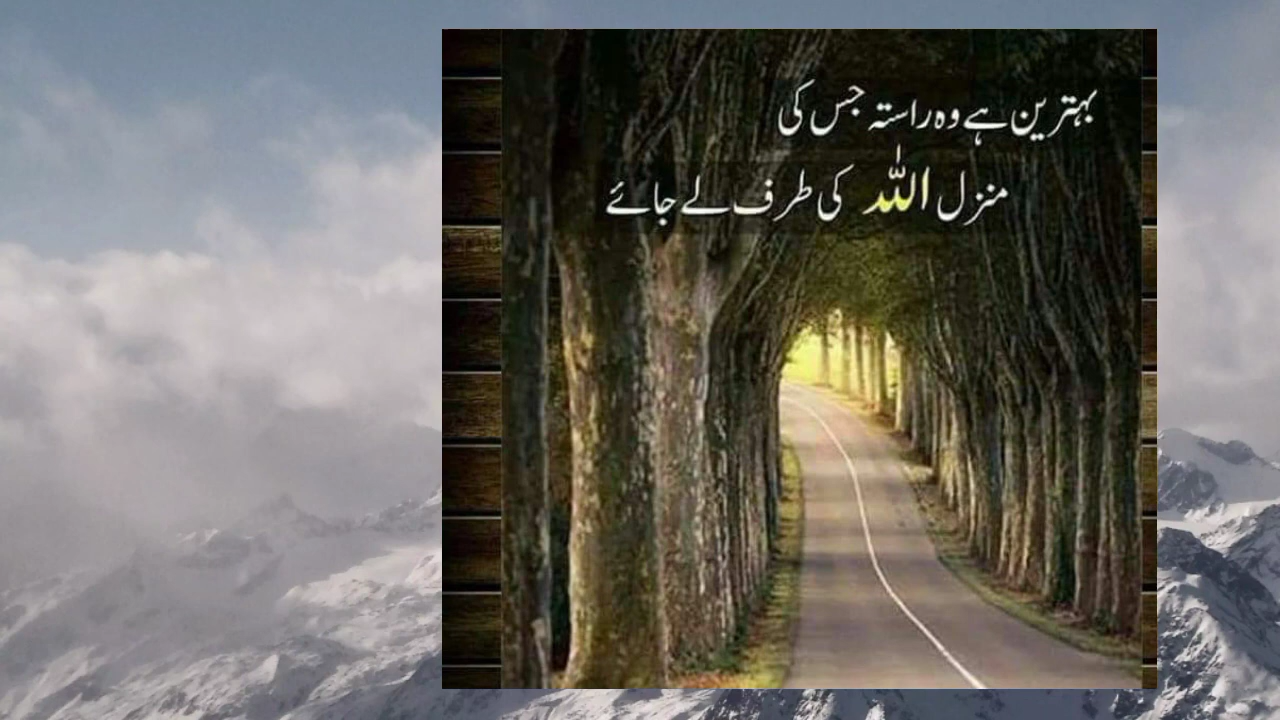 بہترین ہے وہ راستہ جس کی
منزل اللہ کی طرف لے جائے